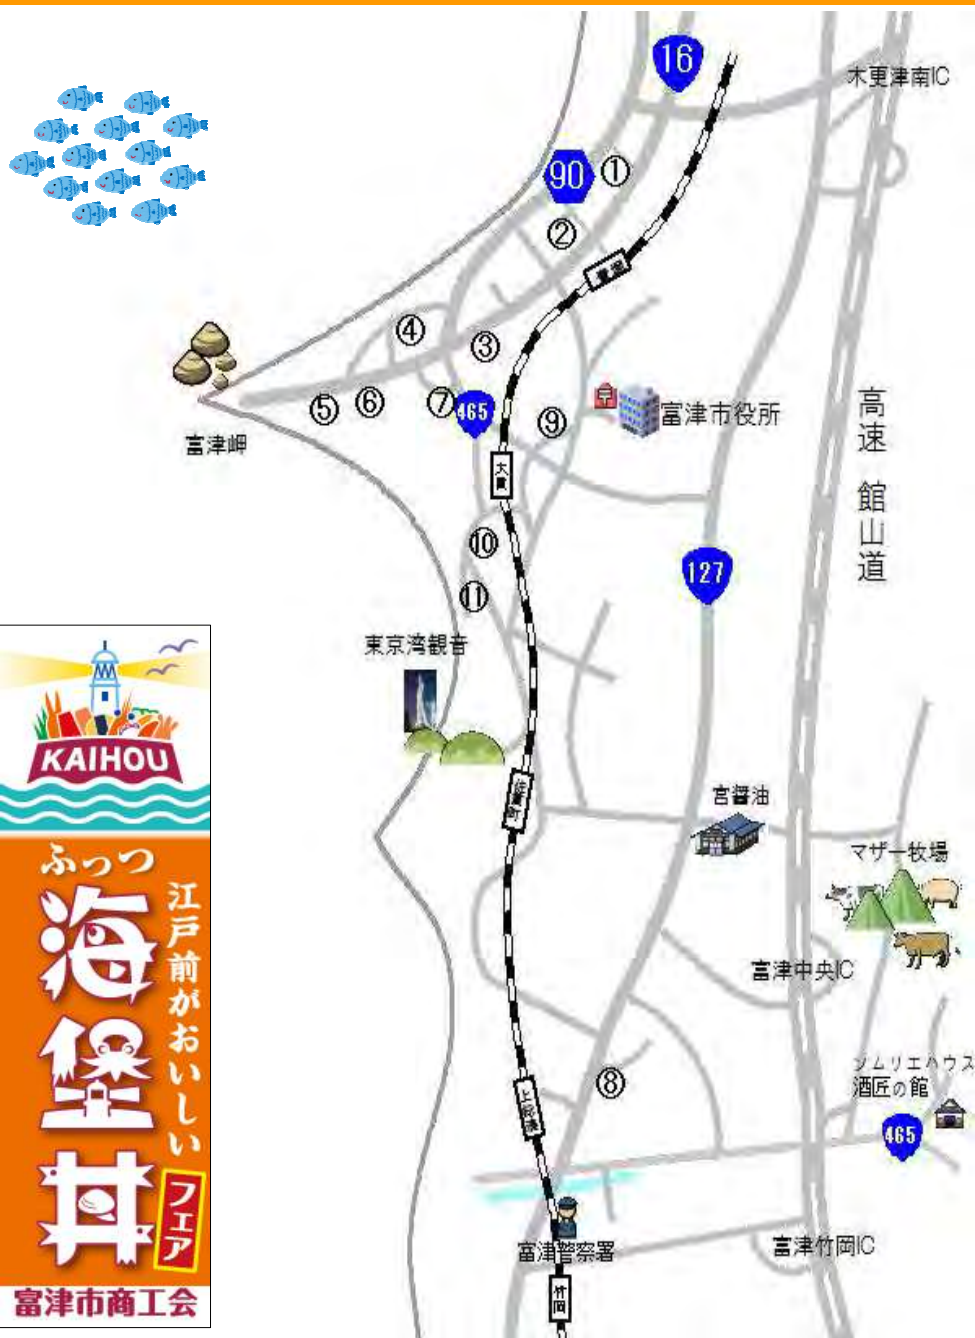 16
木更津南IC
90
①
②
青堀
④
③
⑤
⑥
⑦
465
⑨
富津市役所
富津岬
高速 館山道
大貫
⑩
127
⑪
東京湾観音
KAIHOU
佐貫町
宮醤油
マザー牧場
ふっつ
海堡丼
江戸前がおいしい
フェア
富津市商工会
富津中央IC
ソムリエハウス
酒匠の館
⑧
上総湊
465
富津警察署
富津竹岡IC
竹岡